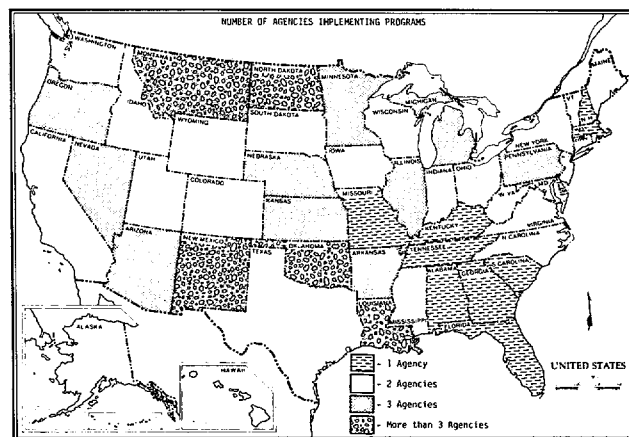 NUMBER OF AGENCIES IMPLEMENTING PROGRAMS
WASHINGTON
MONTANA
NORTH DAKOTA
MINNESOTA
MAINE
OREGON
IDAHO
WYOMING
SOUTH DAKOTA
WISCONSIN
MICHIGAN
VT
NEW YORK
CALIFORNIA
NEVADA
UTAH
COLORADO
NEBRASKA
IOWA
ILLINOIS
INDIANA
OHIO
PENNSYLVANIA
KANSAS
MISSOURI
KENTUCKY
W VA
MD
VIRGINIA
ARIZONA
NEW MEXICO
TEXAS
OKLAHOMA
ARKANSAS
TENNESSEE
N CAROLINA
S CAROLINA
LOUISIANA
MISSISSIPPI
ALABAMA
GEORGIA
FLORIDA
ALASKA
HAWAII
UNITED STATES
- 1 Agency
- 2 Agencies
- 3 Agencies
- More than 3 Agencies